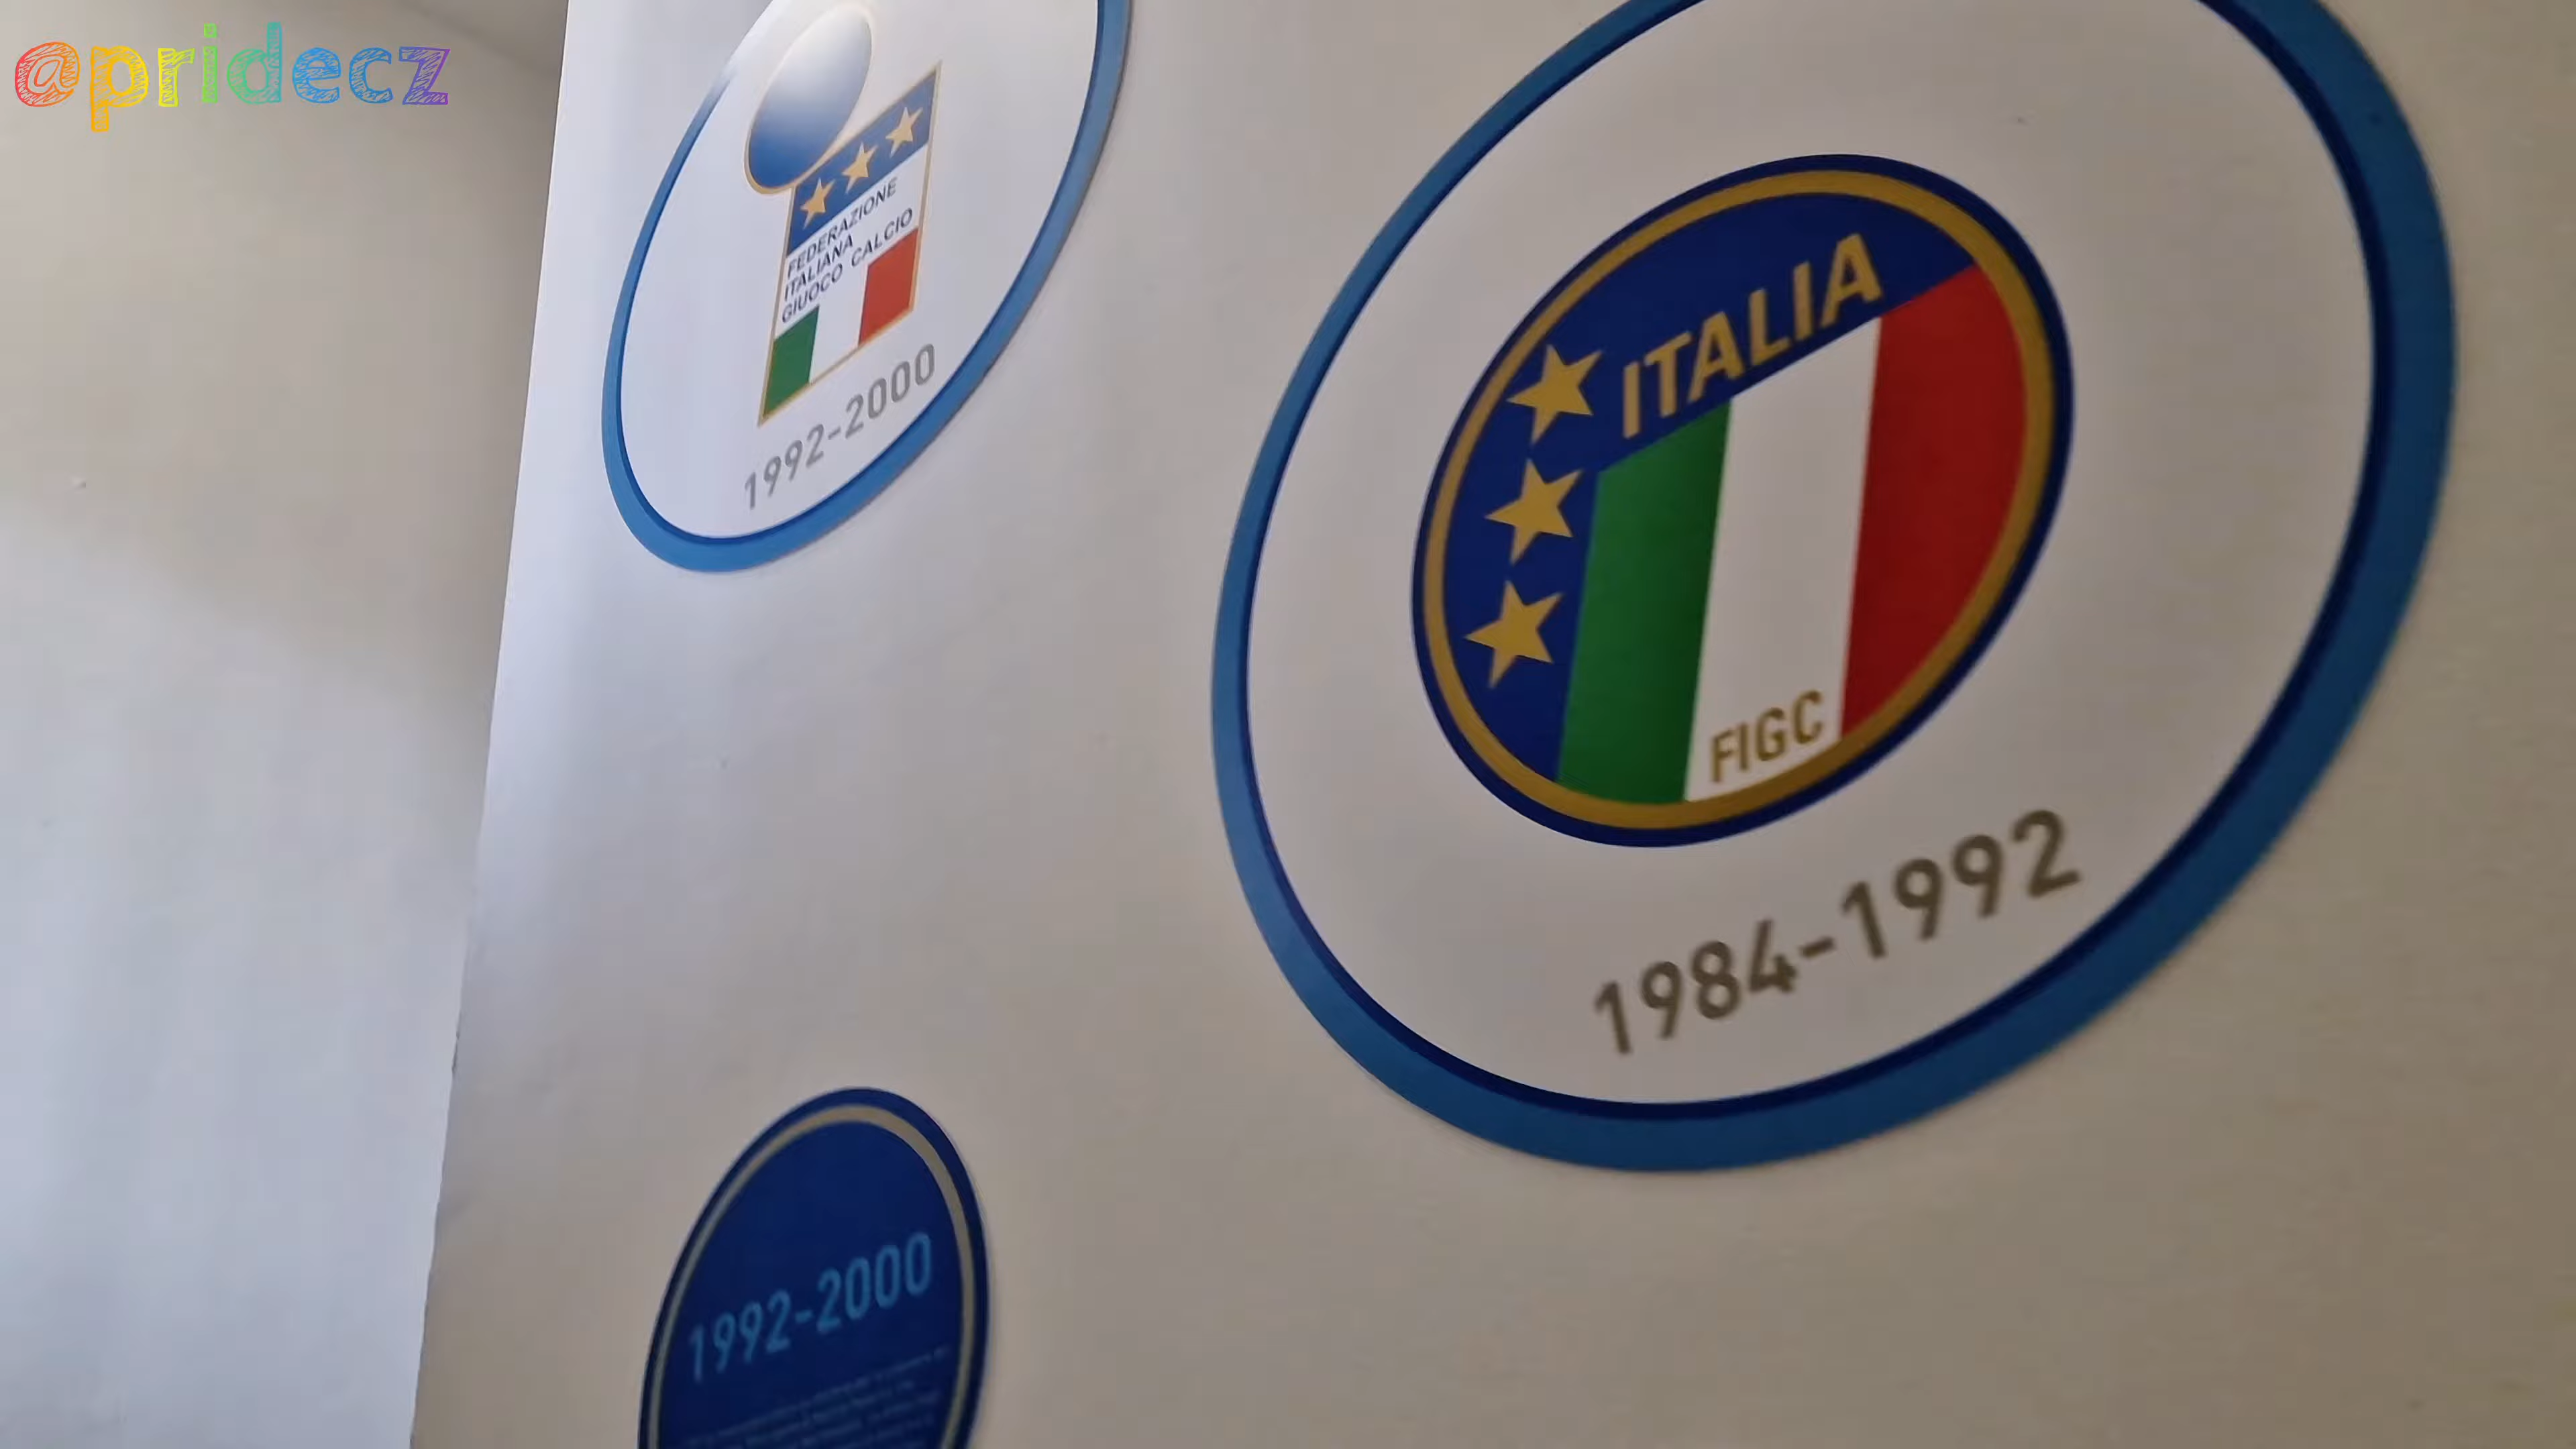 @pridecz
FEDERAZIONE
ITALIANA
GIUOCO CALCIO
1992-2000
ITALIA
FIGC
1984-1992
1992-2000